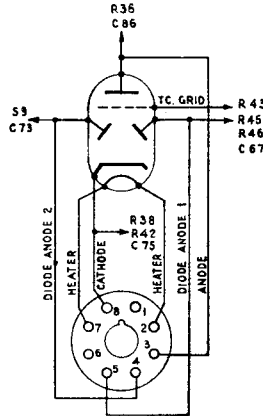 R36
C86
TC. GRID
R43
S9
C73
R45
R46
C67
R38
R42
C75
DIODE ANODE 2
HEATER
CATHODE
HEATER
DIODE ANODE 1
ANODE
8
1
7
2
6
3
5
4